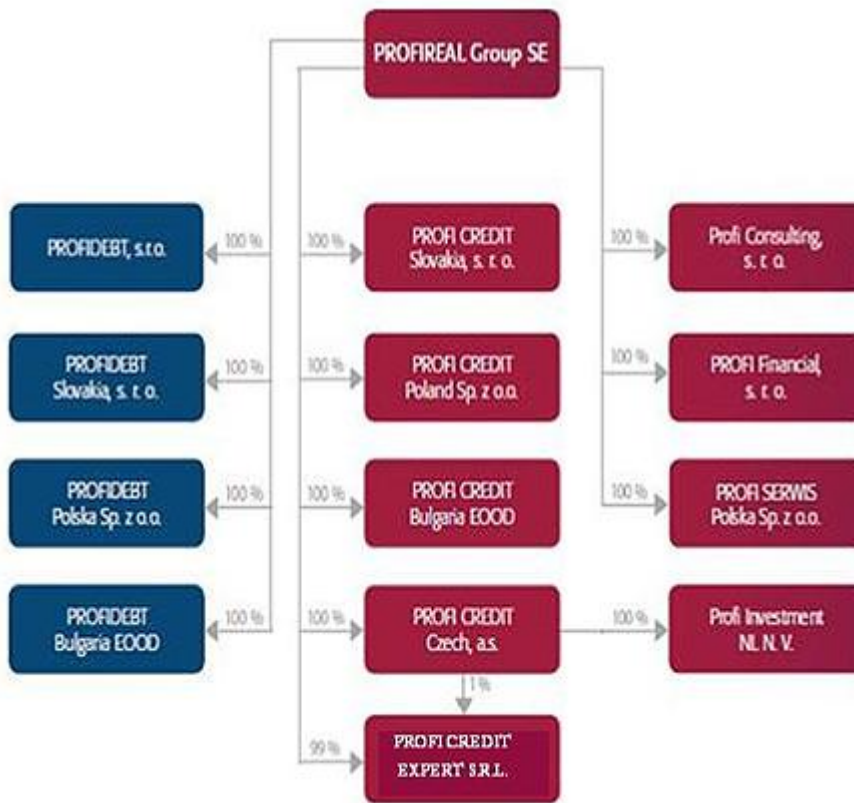 PROFIREAL Group SE
PROFIDEBT, s.r.o.
100 %
100 %
PROFI CREDIT
Slovakia, s. r. o.
100 %
Profi Consulting,
s. r. o.
PROFIDEBT
Slovakia, s. r. o.
100 %
100 %
PROFI CREDIT
Poland Sp. z o.o.
100 %
PROFI Financial,
s. r. o.
PROFIDEBT
Polska Sp. z o.o.
100 %
100 %
PROFI CREDIT
Bulgaria EOOD
100 %
PROFI SERWIS
Polska Sp. z o.o.
PROFIDEBT
Bulgaria EOOD
100 %
100 %
PROFI CREDIT
Czech, a.s.
100 %
Profi Investment
NL N. V.
1 %
99 %
PROFI CREDIT
EXPERT S.R.L.